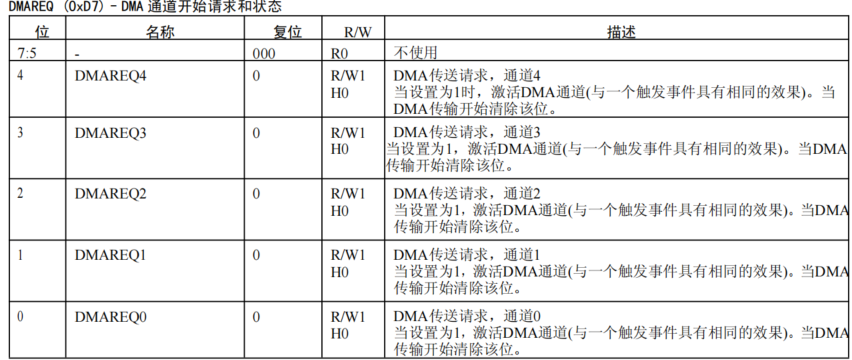 DMAREQ (0xD7) – DMA 通道开始请求和状态
位 名称 复位 R/W 描述
7:5 - 000 R0 不使用
4 DMAREQ4 0 R/W1 DMA传送请求，通道4
H0 当设置为1时，激活DMA通道(与一个触发事件具有相同的效果)。当
DMA传输开始清除该位。
3 DMAREQ3 0 R/W1 DMA传送请求，通道3
H0 当设置为1，激活DMA通道(与一个触发事件具有相同的效果)。当DMA
传输开始清除该位。
2 DMAREQ2 0 R/W1 DMA传送请求，通道2
H0 当设置为1，激活DMA通道(与一个触发事件具有相同的效果)。当DMA
传输开始清除该位。
1 DMAREQ1 0 R/W1 DMA传送请求，通道1
H0 当设置为1，激活DMA通道(与一个触发事件具有相同的效果)。当DMA
传输开始清除该位。
0 DMAREQ0 0 R/W1 DMA传送请求，通道0
H0 当设置为1，激活DMA通道(与一个触发事件具有相同的效果)。当DMA
传输开始清除该位。